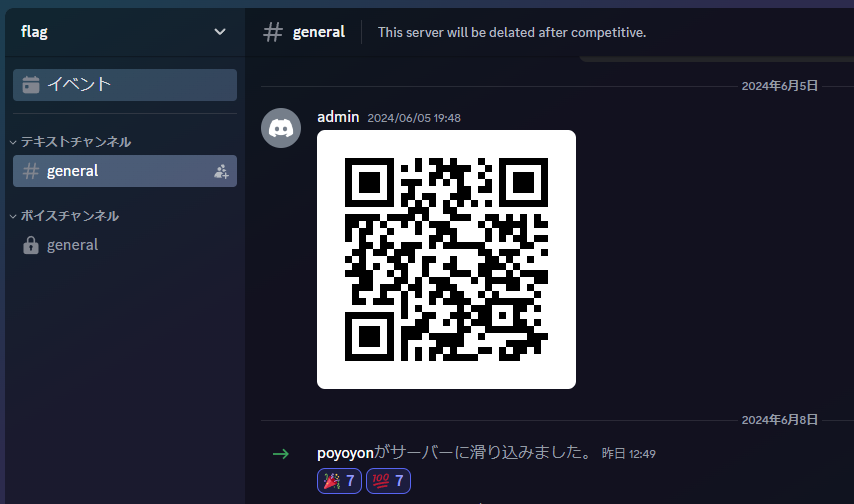 flag
general
This server will be delated after competitive.
イベント
テキストチャンネル
general
ボイスチャンネル
general
2024年6月5日
admin 2024/06/05 19:48
2024年6月8日
poyoyonがサーバーに滑り込みました。 昨日 12:49
7
100 7